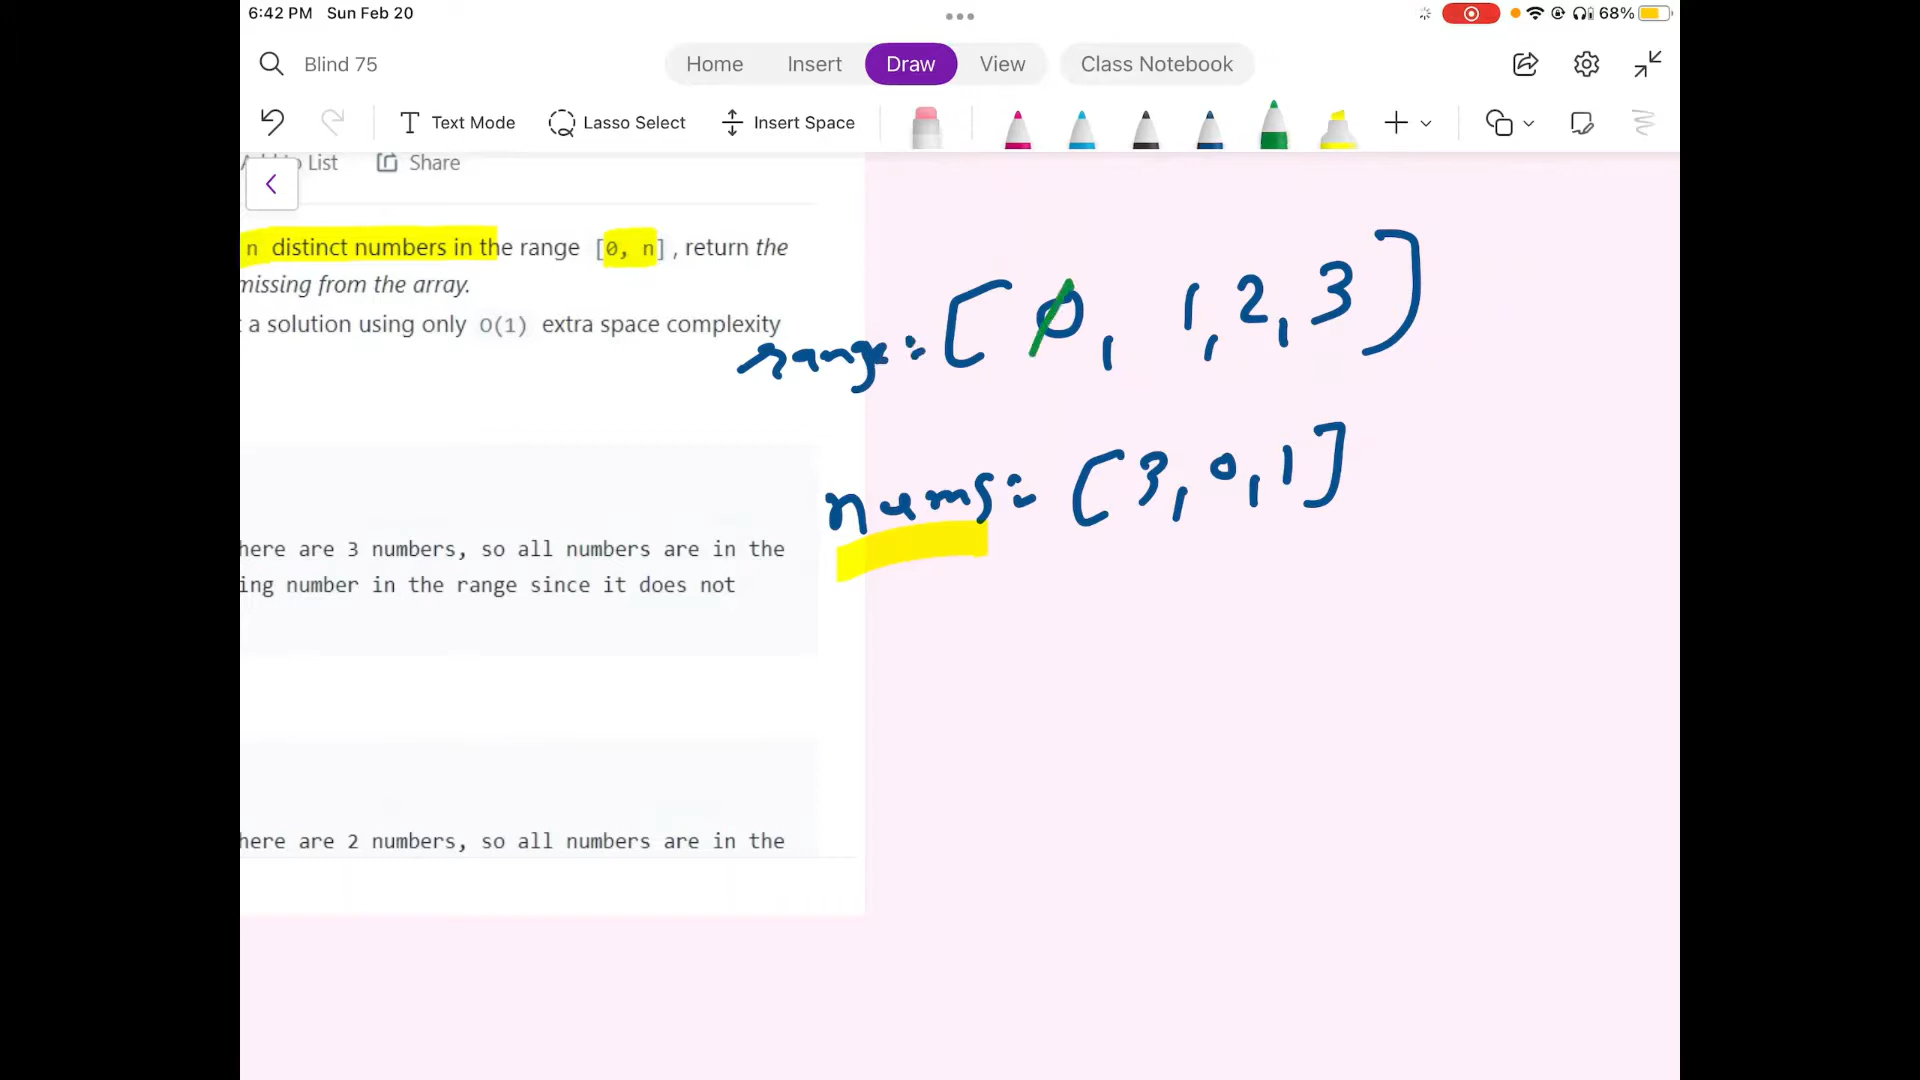 6:42 PM Sun Feb 20
68%
Blind 75
Home Insert Draw View Class Notebook
Text Mode Lasso Select Insert Space
List Share
n distinct numbers in the range [0, n], return the
missing from the array.
a solution using only O(1) extra space complexity
range = [0, 1, 2, 3]
nums = [3, 0, 1]
here are 3 numbers, so all numbers are in the
ing number in the range since it does not
here are 2 numbers, so all numbers are in the